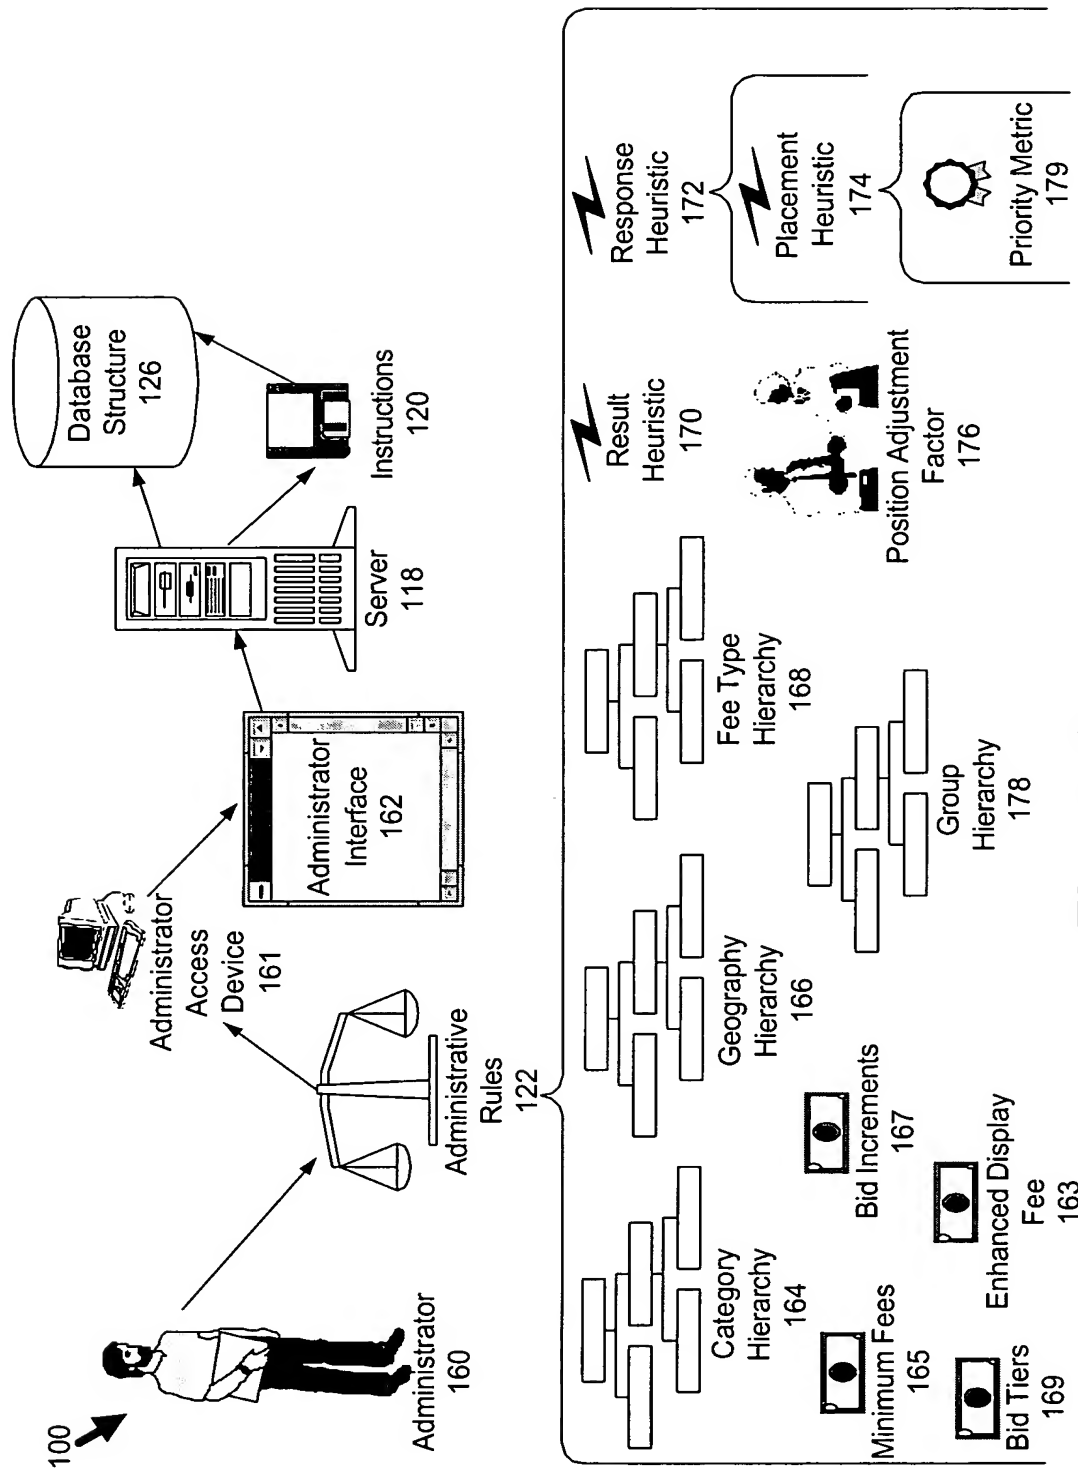 100
Administrator
160
Administrative
Rules
122
Administrator
Access
Device
161
Administrator
Interface
162
Server
118
Instructions
120
Database
Structure
126
Category
Hierarchy
164
Geography
Hierarchy
166
Fee Type
Hierarchy
168
Result
Heuristic
170
Response
Heuristic
172
Placement
Heuristic
174
Priority Metric
179
Position Adjustment
Factor
176
Group
Hierarchy
178
Minimum Fees
165
Bid Increments
167
Bid Tiers
169
Enhanced Display
Fee
163